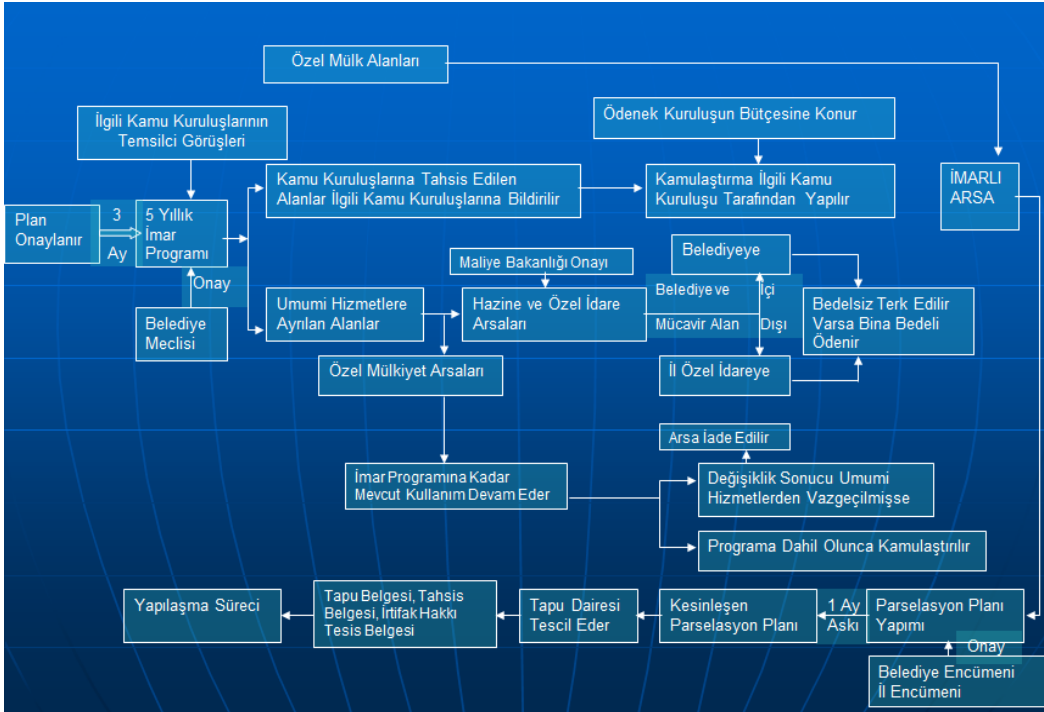 Özel Mülk Alanları
İlgili Kamu Kuruluşlarının
Temsilci Görüşleri
Ödenek Kuruluşun Bütçesine Konur
Kamu Kuruluşlarına Tahsis Edilen
Alanlar İlgili Kamu Kuruluşlarına Bildirilir
Kamulaştırma İlgili Kamu
Kuruluşu Tarafından Yapılır
İMARLI
ARSA
Plan
Onaylanır
3
Ay
5 Yıllık
İmar
Programı
Onay
Belediye
Meclisi
Maliye Bakanlığı Onayı
Belediyeye
Umumi Hizmetlere
Ayrılan Alanlar
Hazine ve Özel İdare
Arsaları
Belediye ve
Mücavir Alan
İçi
Dışı
Bedelsiz Terk Edilir
Varsa Bina Bedeli
Ödenir
Özel Mülkiyet Arsaları
İl Özel İdareye
Arsa İade Edilir
İmar Programına Kadar
Mevcut Kullanım Devam Eder
Değişiklik Sonucu Umumi
Hizmetlerden Vazgeçilmişse
Programa Dahil Olunca Kamulaştırılır
Yapılaşma Süreci
Tapu Belgesi, Tahsis
Belgesi, İrtifak Hakkı
Tesis Belgesi
Tapu Dairesi
Tescil Eder
Kesinleşen
Parselasyon Planı
1 Ay
Askı
Parselasyon Planı
Yapımı
Onay
Belediye Encümeni
İl Encümeni